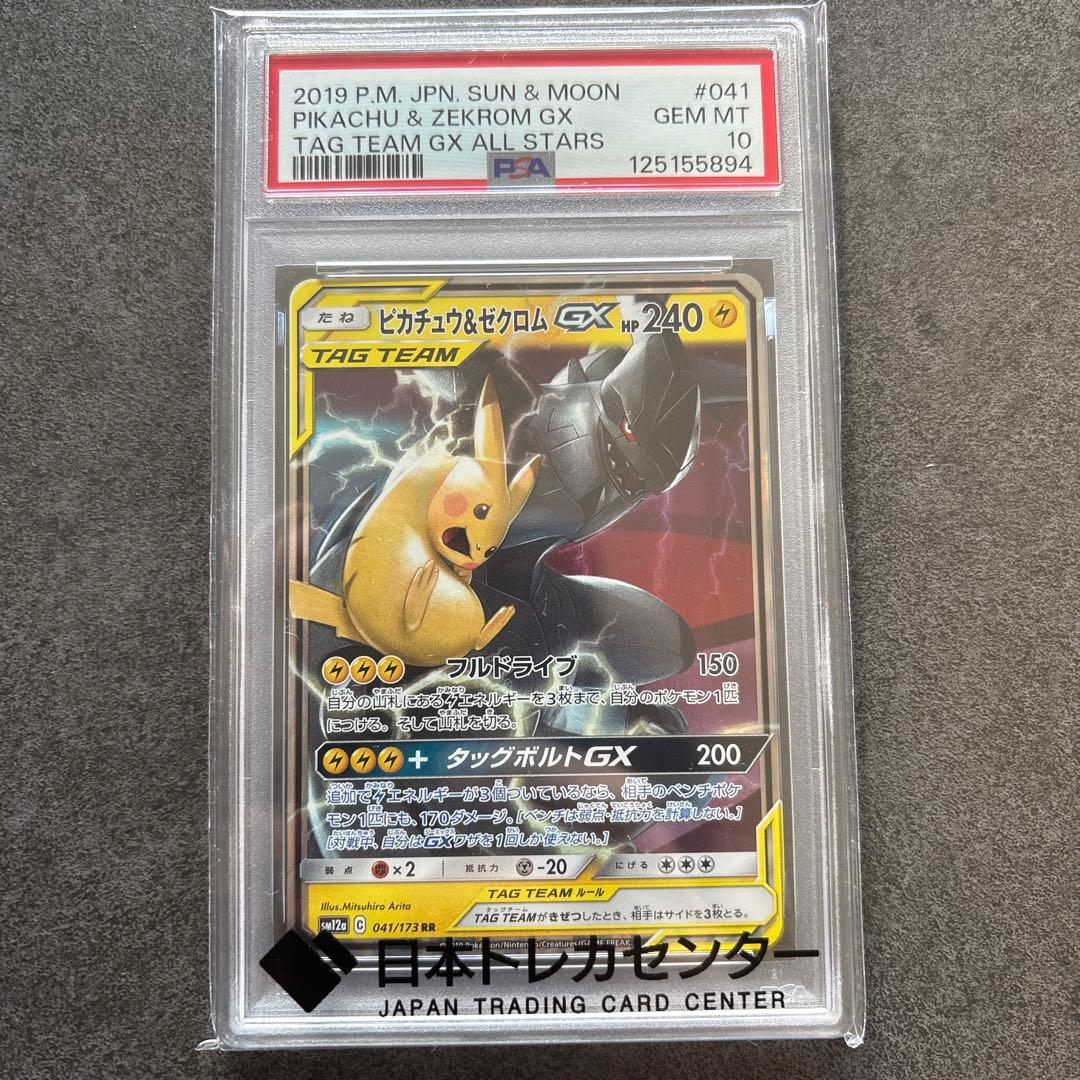 2019 P.M. JPN. SUN & MOON #041
PIKACHU & ZEKROM GX GEM MT
TAG TEAM GX ALL STARS 10
PSA 125155894
たね ピカチュウ&ゼクロムGX HP240
TAG TEAM
フルドライブ 150
自分の山札にあるエネルギーを3枚まで、自分のポケモン1匹
につける。そして山札を切る。
+ タッグボルトGX 200
追加でエネルギーが3個ついているなら、相手のベンチポケ
モン1匹にも、170ダメージ。[ベンチは弱点・抵抗力を計算しない。]
[対戦中、自分はGXワザを1回しか使えない。]
弱点 ×2 抵抗力 -20 にげる
TAG TEAM ルール
Illus.Mitsuhiro Arita
TAG TEAMがきぜつしたとき、相手はサイドを3枚とる。
sm12a C 041/173 RR
©2019 Pokémon/Nintendo/Creatures/GAME FREAK
日本トレカセンター
JAPAN TRADING CARD CENTER